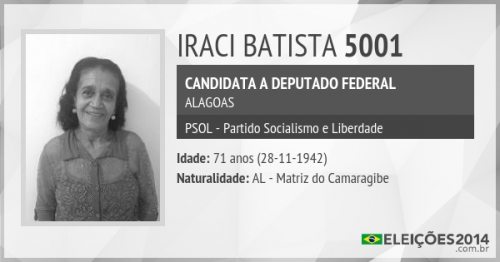 IRACI BATISTA 5001
CANDIDATA A DEPUTADO FEDERAL
ALAGOAS
PSOL - Partido Socialismo e Liberdade
Idade: 71 anos (28-11-1942)
Naturalidade: AL - Matriz do Camaragibe
ELEIÇÕES2014
.com.br